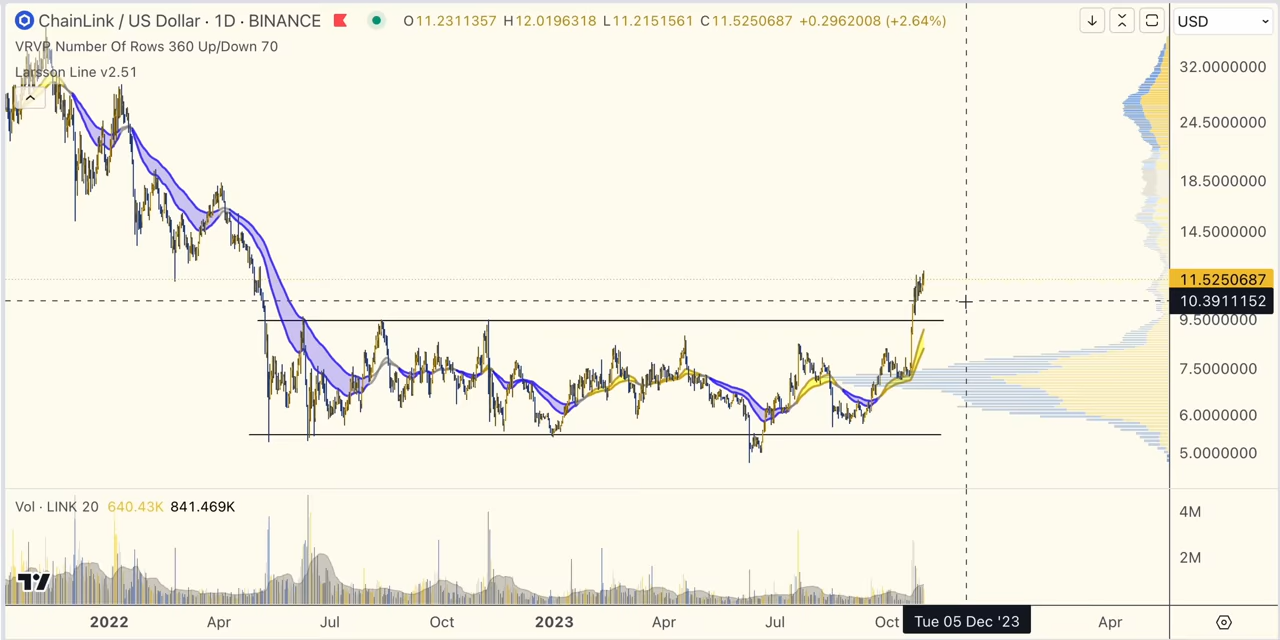 ChainLink / US Dollar · 1D · BINANCE O11.2311357 H12.0196318 L11.2151561 C11.5250687 +0.2962008 (+2.64%) USD
VRVP Number Of Rows 360 Up/Down 70
Larsson Line v2.51
32.0000000
24.5000000
18.5000000
14.5000000
11.5250687
10.3911152
9.5000000
7.5000000
6.0000000
5.0000000
Vol · LINK 20 640.43K 841.469K
4M
2M
2022 Apr Jul Oct 2023 Apr Jul Oct Tue 05 Dec '23 Apr